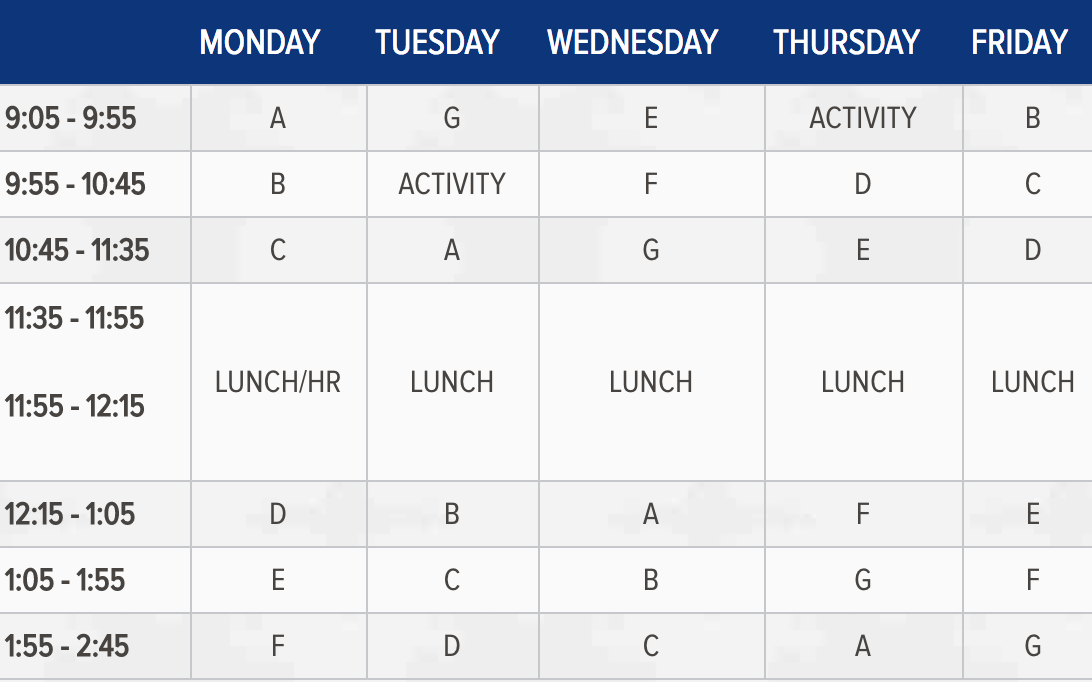 MONDAY TUESDAY WEDNESDAY THURSDAY FRIDAY
9:05 - 9:55 A G E ACTIVITY B
9:55 - 10:45 B ACTIVITY F D C
10:45 - 11:35 C A G E D
11:35 - 11:55
LUNCH/HR LUNCH LUNCH LUNCH LUNCH
11:55 - 12:15
12:15 - 1:05 D B A F E
1:05 - 1:55 E C B G F
1:55 - 2:45 F D C A G